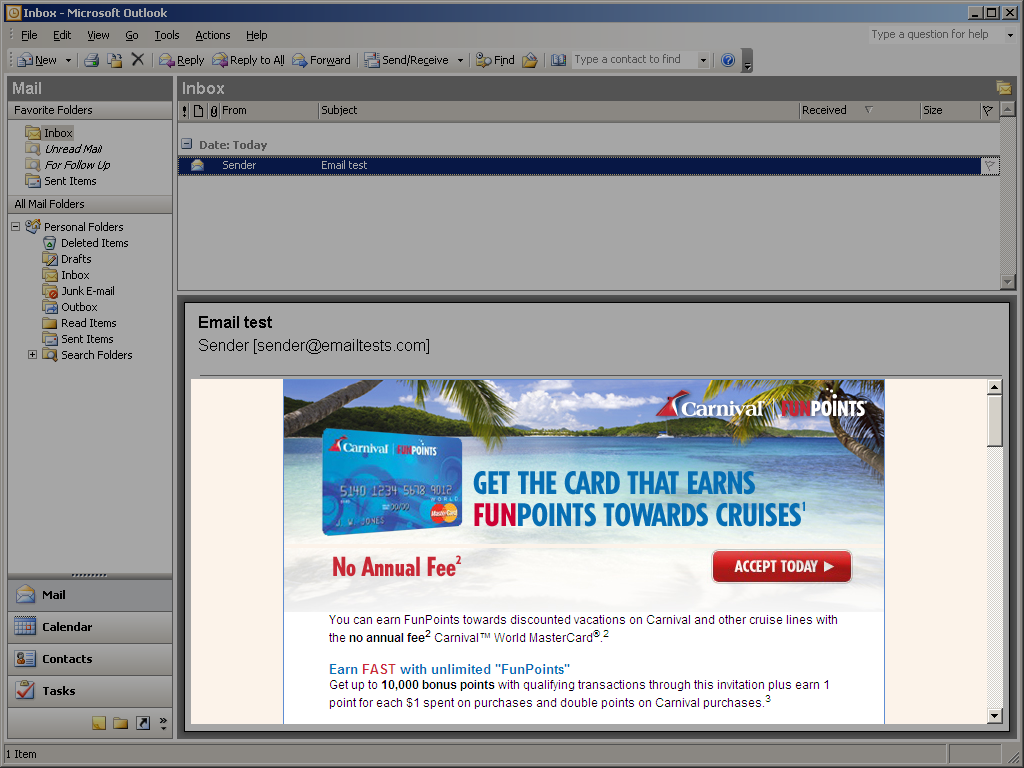 Inbox - Microsoft Outlook
File Edit View Go Tools Actions Help
Type a question for help
New Reply Reply to All Forward Send/Receive Find Type a contact to find
Mail
Favorite Folders
Inbox
Unread Mail
For Follow Up
Sent Items
All Mail Folders
Personal Folders
Deleted Items
Drafts
Inbox
Junk E-mail
Outbox
Read Items
Sent Items
Search Folders
Mail
Calendar
Contacts
Tasks
Inbox
From Subject Received Size
Date: Today
Sender Email test
Email test
Sender [sender@emailtests.com]
Carnival FUNPOINTS
Carnival FUNPOINTS
5140 1234 5678 9012
WORLD
00/00
J. W. JONES
MasterCard
GET THE CARD THAT EARNS
FUNPOINTS TOWARDS CRUISES¹
No Annual Fee²
ACCEPT TODAY
You can earn FunPoints towards discounted vacations on Carnival and other cruise lines with
the no annual fee² Carnival™ World MasterCard®.²
Earn FAST with unlimited "FunPoints"
Get up to 10,000 bonus points with qualifying transactions through this invitation plus earn 1
point for each $1 spent on purchases and double points on Carnival purchases.³
1 Item